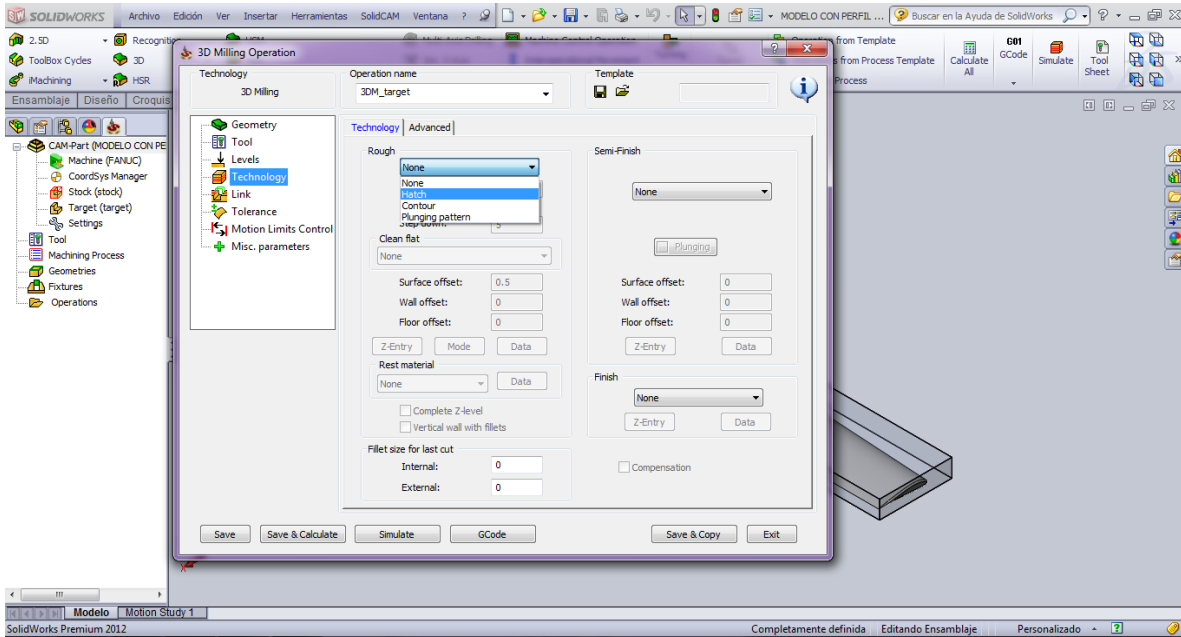 SOLIDWORKS Archivo Edición Ver Insertar Herramientas SolidCAM Ventana ? MODELO CON PERFIL ... Buscar en la Ayuda de SolidWorks
2.5D Recognitio
ToolBox Cycles 3D
iMachining HSR
from Template
s from Process Template
Process
Calculate All
G01 GCode
Simulate
Tool Sheet
Ensamblaje Diseño Croquis
CAM-Part (MODELO CON PE
Machine (FANUC)
CoordSys Manager
Stock (stock)
Target (target)
Settings
Tool
Machining Process
Geometries
Fixtures
Operations
3D Milling Operation
Technology
3D Milling
Operation name
3DM_target
Template
Geometry
Tool
Levels
Technology
Link
Tolerance
Motion Limits Control
Misc. parameters
Technology Advanced
Rough
None
None
Hatch
Contour
Plunging pattern
Step down: 5
Clean flat
None
Surface offset: 0.5
Wall offset: 0
Floor offset: 0
Z-Entry Mode Data
Rest material
None Data
Complete Z-level
Vertical wall with fillets
Fillet size for last cut
Internal: 0
External: 0
Semi-Finish
None
Plunging
Surface offset: 0
Wall offset: 0
Floor offset: 0
Z-Entry Data
Finish
None
Z-Entry Data
Compensation
Save Save & Calculate Simulate GCode Save & Copy Exit
Modelo Motion Study 1
SolidWorks Premium 2012 Completamente definida Editando Ensamblaje Personalizado